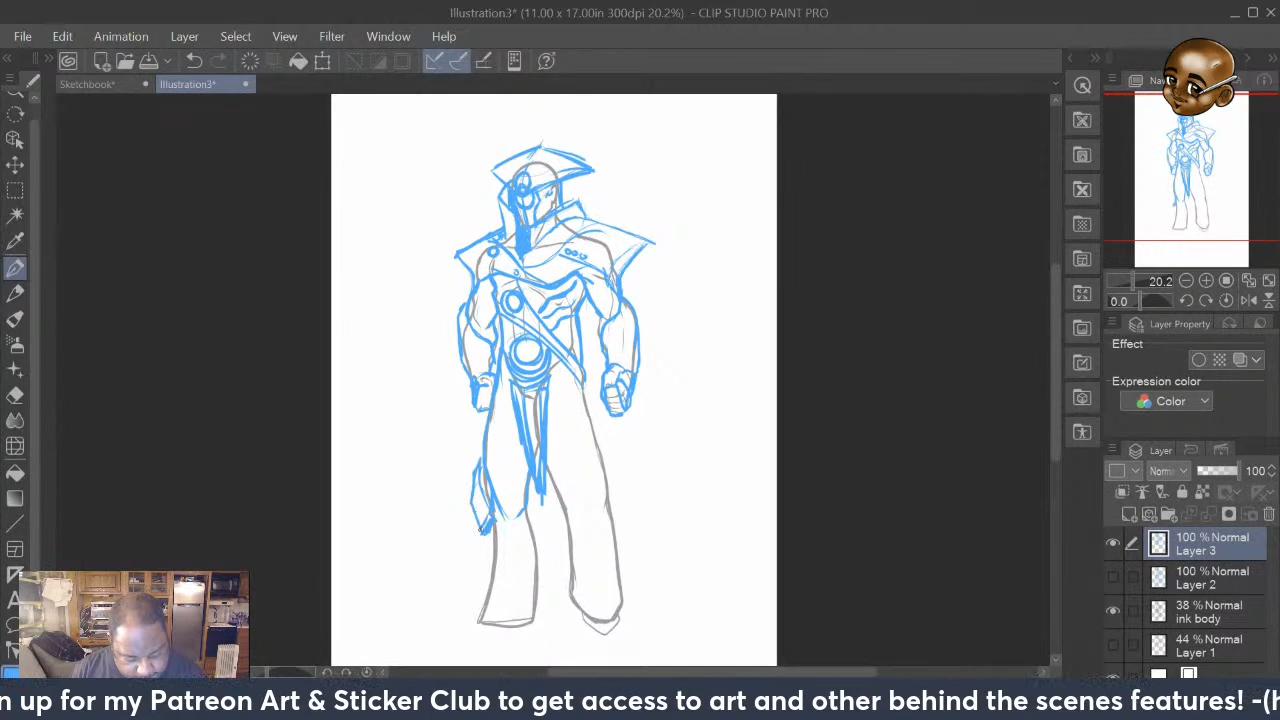 Illustration3* (11.00 x 17.00in 300dpi 20.2%) - CLIP STUDIO PAINT PRO
File Edit Animation Layer Select View Filter Window Help
Sketchbook* Illustration3*
20.2
0.0
Layer Property
Effect
Expression color
Color
Layer
100
100 % Normal
Layer 3
100 % Normal
Layer 2
38 % Normal
ink body
44 % Normal
Layer 1
n up for my Patreon Art & Sticker Club to get access to art and other behind the scenes features! -(h